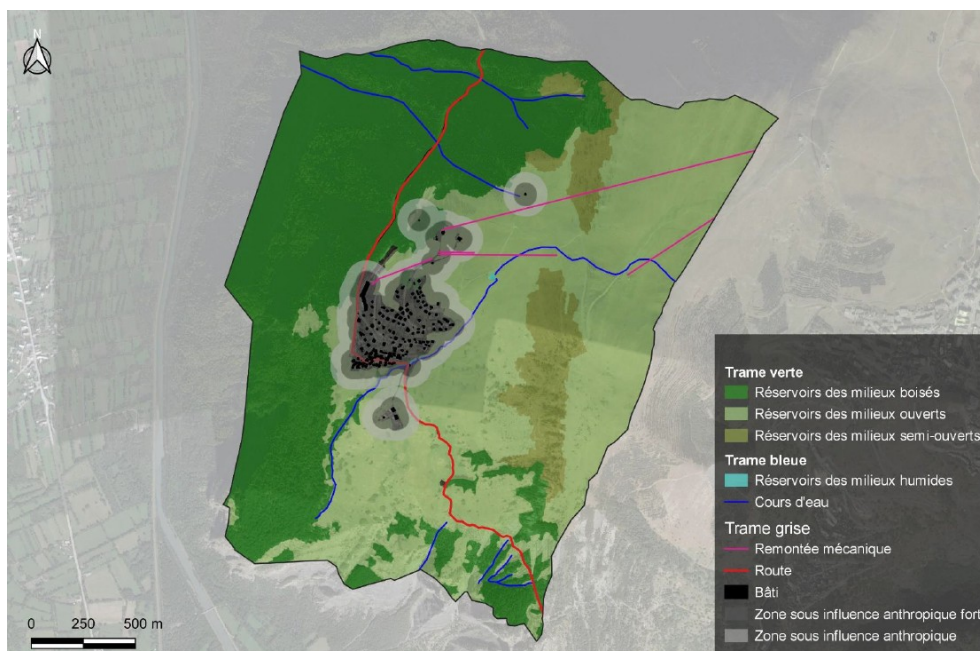 N
Trame verte
Réservoirs des milieux boisés
Réservoirs des milieux ouverts
Réservoirs des milieux semi-ouverts
Trame bleue
Réservoirs des milieux humides
Cours d'eau
Trame grise
Remontée mécanique
Route
Bâti
Zone sous influence anthropique fort
Zone sous influence anthropique
0 250 500 m